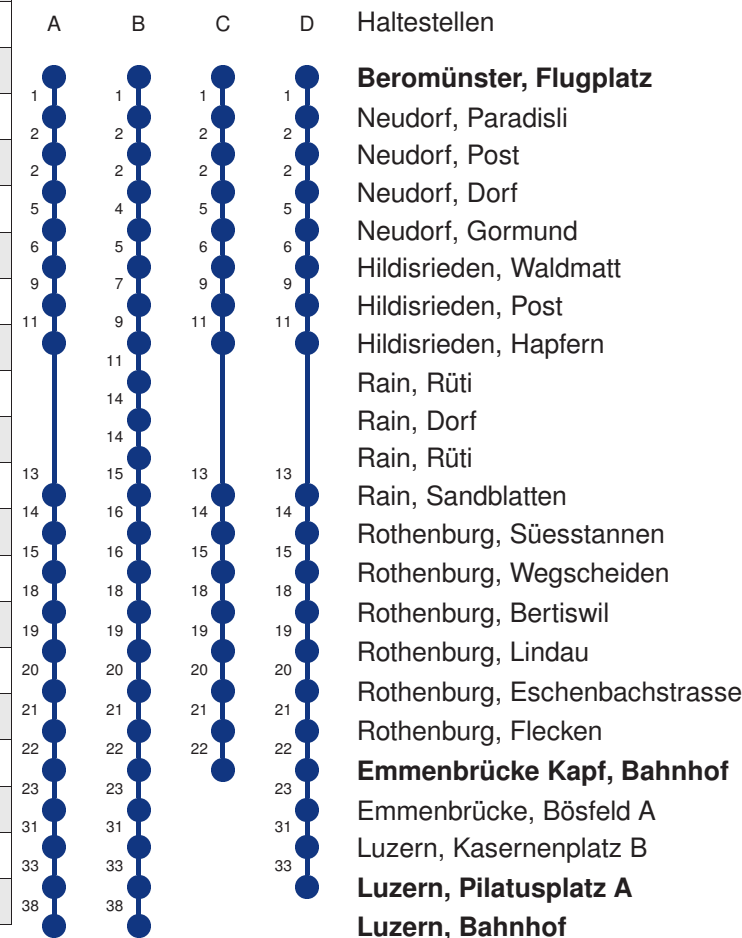 A B C D Haltestellen
Beromünster, Flugplatz
1 1 1 1 Neudorf, Paradisli
2 2 2 2 Neudorf, Post
2 2 2 2 Neudorf, Dorf
5 4 5 5 Neudorf, Gormund
6 5 6 6 Hildisrieden, Waldmatt
9 7 9 9 Hildisrieden, Post
11 9 11 11 Hildisrieden, Hapfern
11 Rain, Rüti
14 Rain, Dorf
14 Rain, Rüti
13 15 13 13 Rain, Sandblatten
14 16 14 14 Rothenburg, Süesstannen
15 16 15 15 Rothenburg, Wegscheiden
18 18 18 18 Rothenburg, Bertiswil
19 19 19 19 Rothenburg, Lindau
20 20 20 20 Rothenburg, Eschenbachstrasse
21 21 21 21 Rothenburg, Flecken
22 22 22 22 Emmenbrücke Kapf, Bahnhof
23 23 23 Emmenbrücke, Bösfeld A
31 31 31 Luzern, Kasernenplatz B
33 33 33 Luzern, Pilatusplatz A
38 38 Luzern, Bahnhof